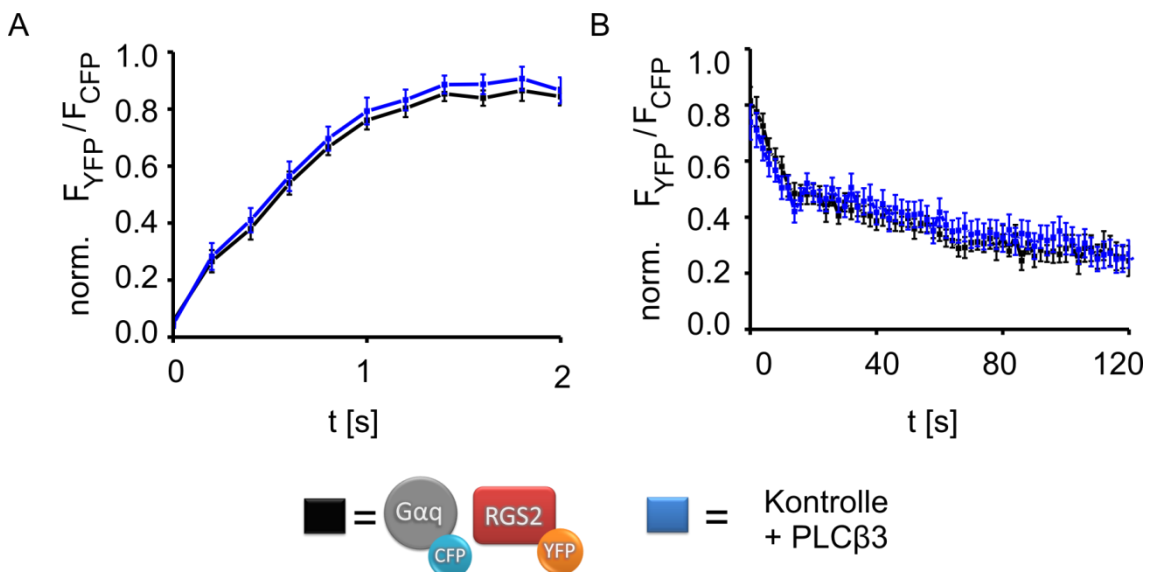 A
norm. F_YFP / F_CFP
1.0
0.8
0.6
0.4
0.2
0.0
0
1
2
t [s]
B
norm. F_YFP / F_CFP
1.0
0.8
0.6
0.4
0.2
0.0
0
40
80
120
t [s]
= Gαq CFP RGS2 YFP
= Kontrolle
+ PLCβ3